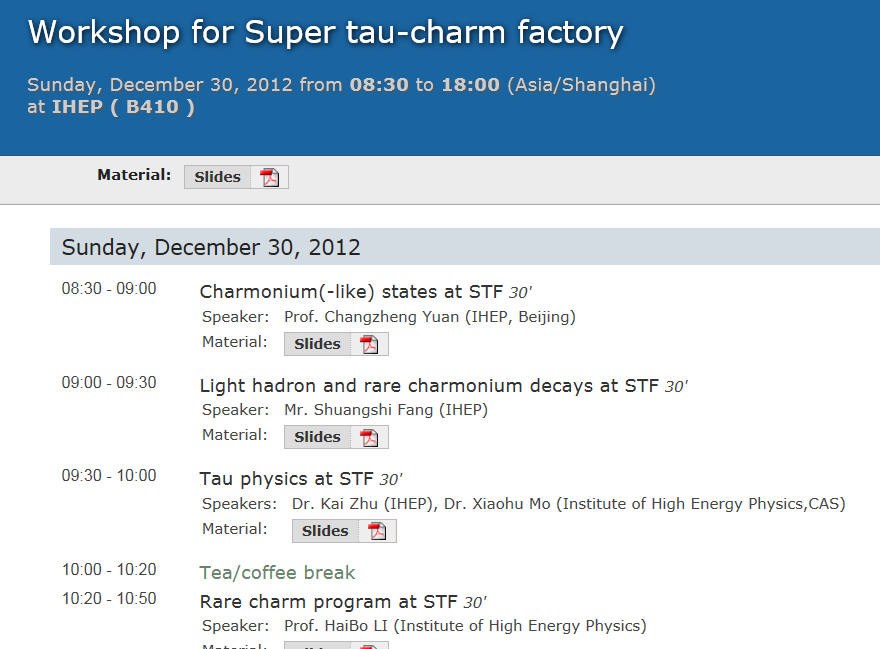 Workshop for Super tau-charm factory
Sunday, December 30, 2012 from 08:30 to 18:00 (Asia/Shanghai)
at IHEP ( B410 )
Material: Slides
Sunday, December 30, 2012
08:30 - 09:00 Charmonium(-like) states at STF 30'
Speaker: Prof. Changzheng Yuan (IHEP, Beijing)
Material: Slides
09:00 - 09:30 Light hadron and rare charmonium decays at STF 30'
Speaker: Mr. Shuangshi Fang (IHEP)
Material: Slides
09:30 - 10:00 Tau physics at STF 30'
Speakers: Dr. Kai Zhu (IHEP), Dr. Xiaohu Mo (Institute of High Energy Physics,CAS)
Material: Slides
10:00 - 10:20 Tea/coffee break
10:20 - 10:50 Rare charm program at STF 30'
Speaker: Prof. HaiBo LI (Institute of High Energy Physics)